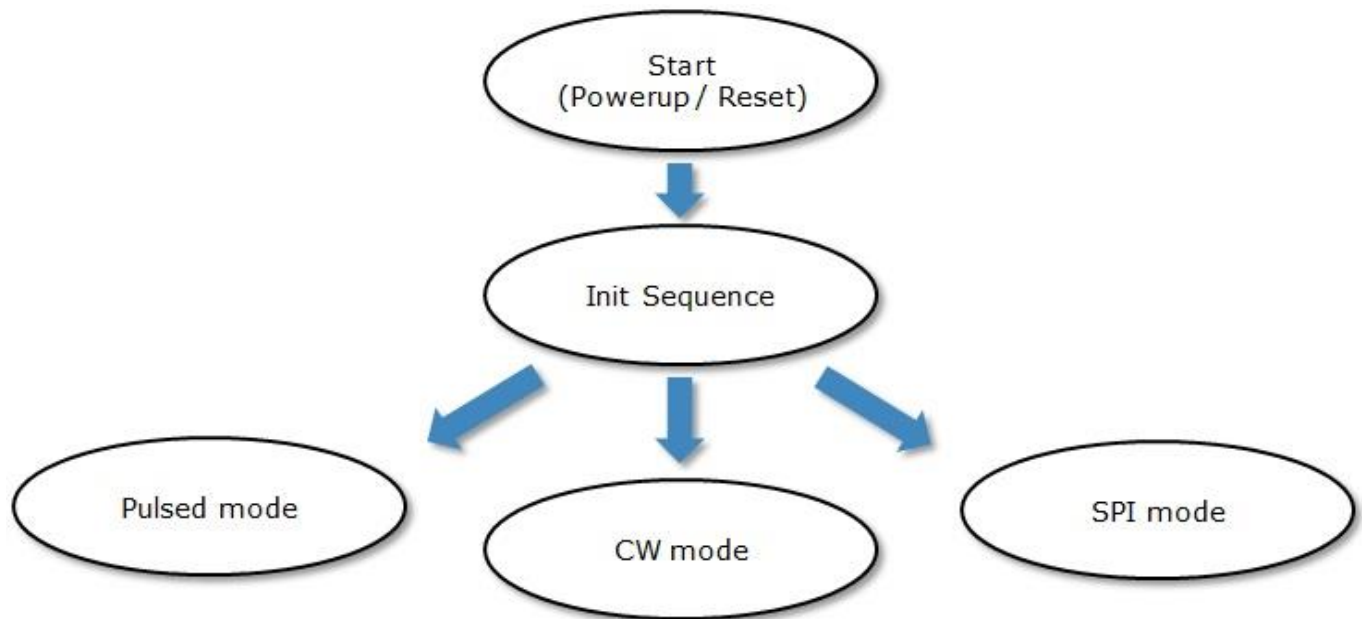 Start
(Powerup / Reset)
Init Sequence
Pulsed mode
CW mode
SPI mode